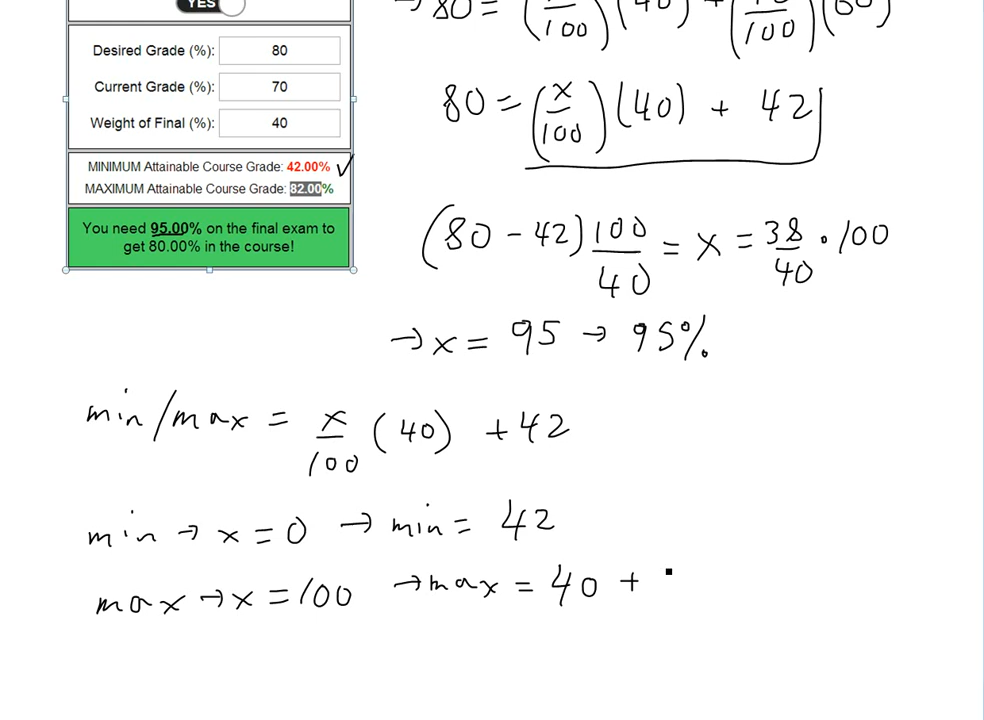 YES
Desired Grade (%): 80
Current Grade (%): 70
Weight of Final (%): 40
MINIMUM Attainable Course Grade: 42.00%
MAXIMUM Attainable Course Grade: 82.00%
You need 95.00% on the final exam to
get 80.00% in the course!
→ 80 = (/100)(40) + (/100)(60)
80 = (x/100)(40) + 42
(80 - 42) 100/40 = x = 38/40 · 100
→ x = 95 → 95%.
min/max = x/100 (40) + 42
min → x = 0 → min = 42
max → x = 100 → max = 40 +